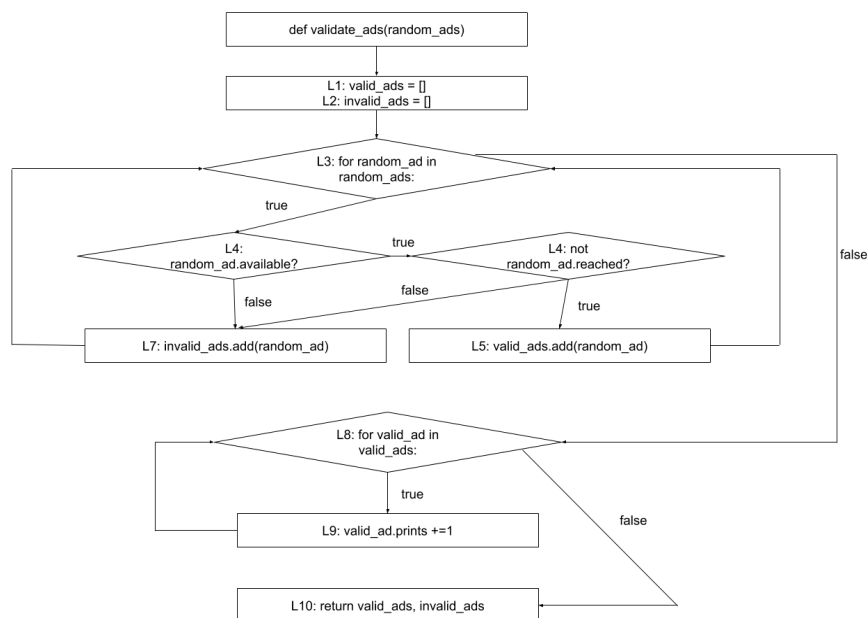 def validate_ads(random_ads)
L1: valid_ads = []
L2: invalid_ads = []
L3: for random_ad in
random_ads:
true
L4:
random_ad.available?
true
L4: not
random_ad.reached?
false
false
false
true
L7: invalid_ads.add(random_ad)
L5: valid_ads.add(random_ad)
L8: for valid_ad in
valid_ads:
true
false
L9: valid_ad.prints +=1
L10: return valid_ads, invalid_ads